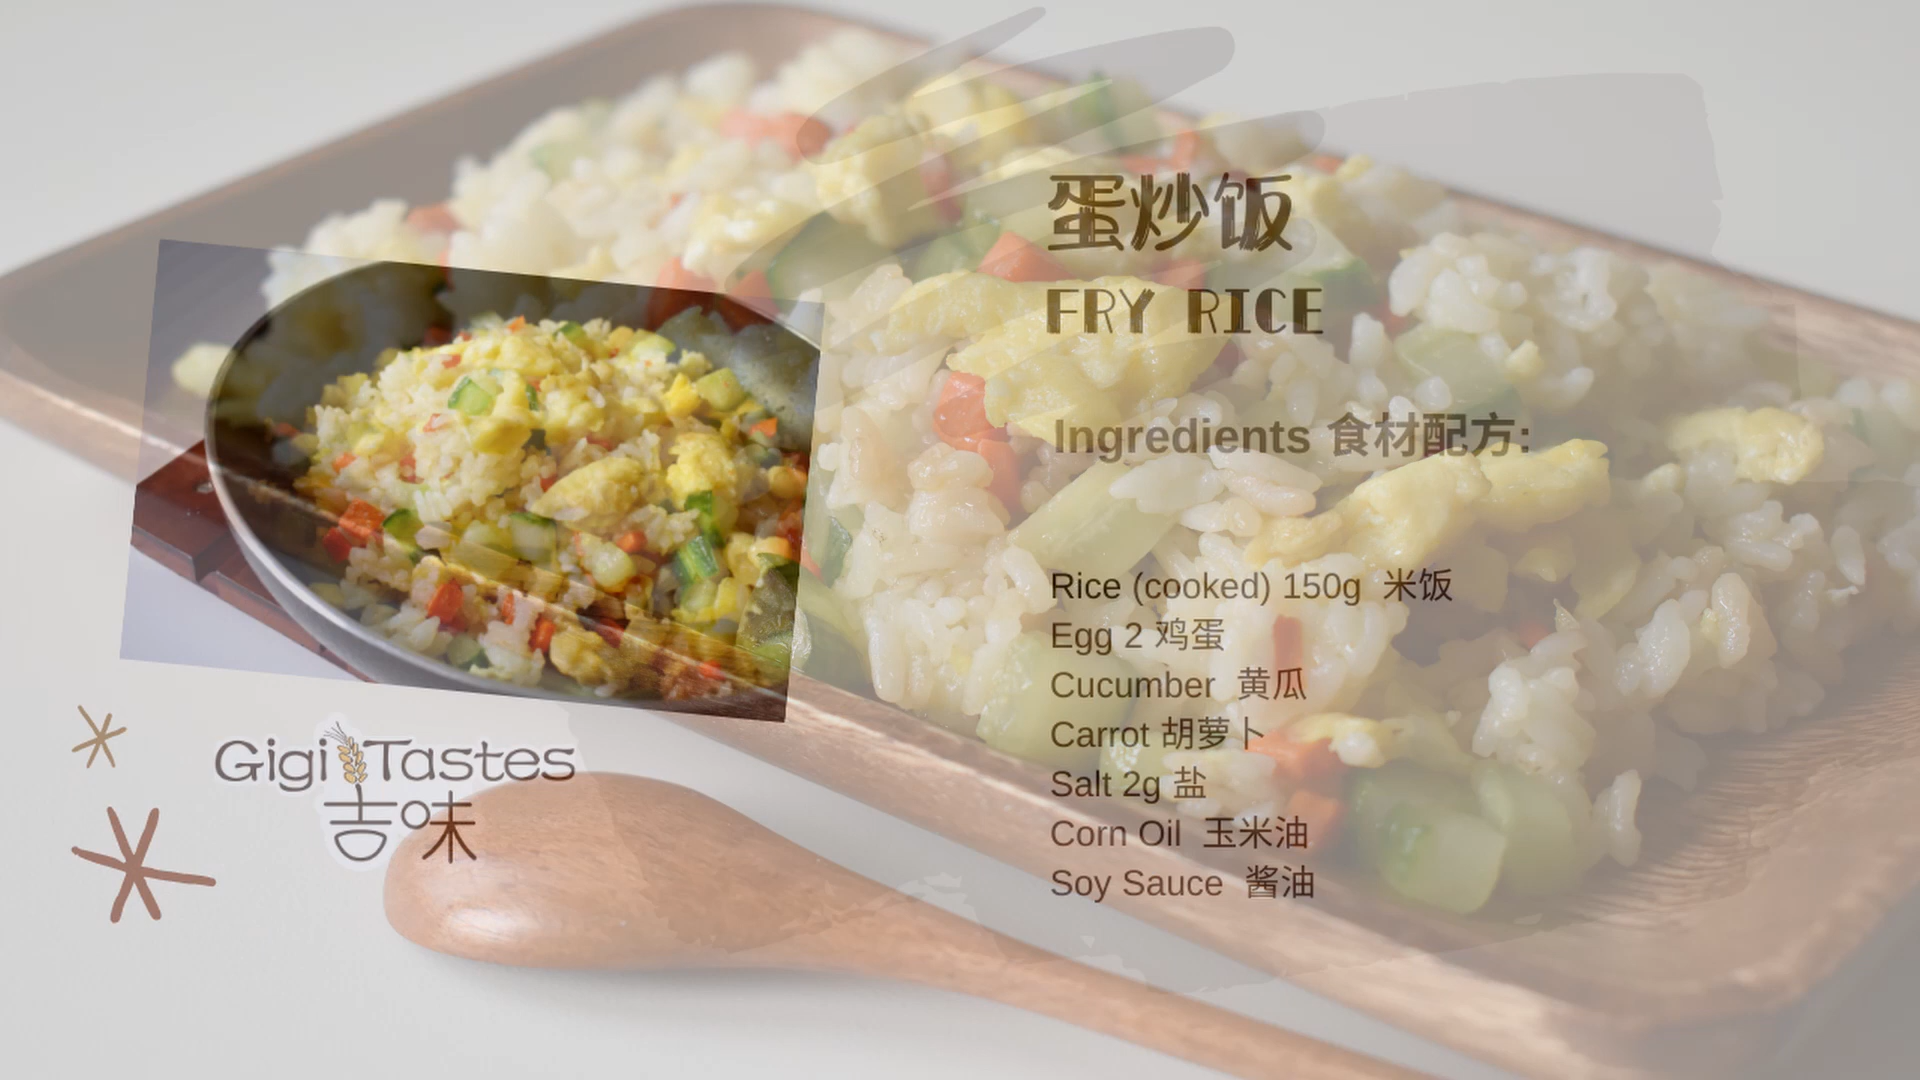 蛋炒饭
FRY RICE
Ingredients 食材配方:
Rice (cooked) 150g 米饭
Egg 2 鸡蛋
Cucumber 黄瓜
Carrot 胡萝卜
Salt 2g 盐
Corn Oil 玉米油
Soy Sauce 酱油
Gigi Tastes
吉味